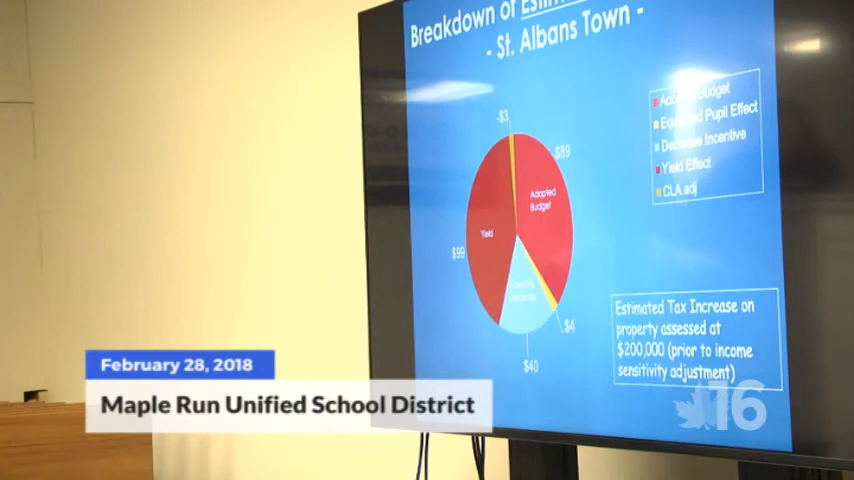 Breakdown of
- St. Albans Town -
-$3
$89
Adopted
Budget
Yield
$99
-$4
$40
Budget
Equalized Pupil Effect
Decrease Incentive
Yield Effect
CLA adj
Estimated Tax Increase on
property assessed at
$200,000 (prior to income
sensitivity adjustment)
16
February 28, 2018
Maple Run Unified School District